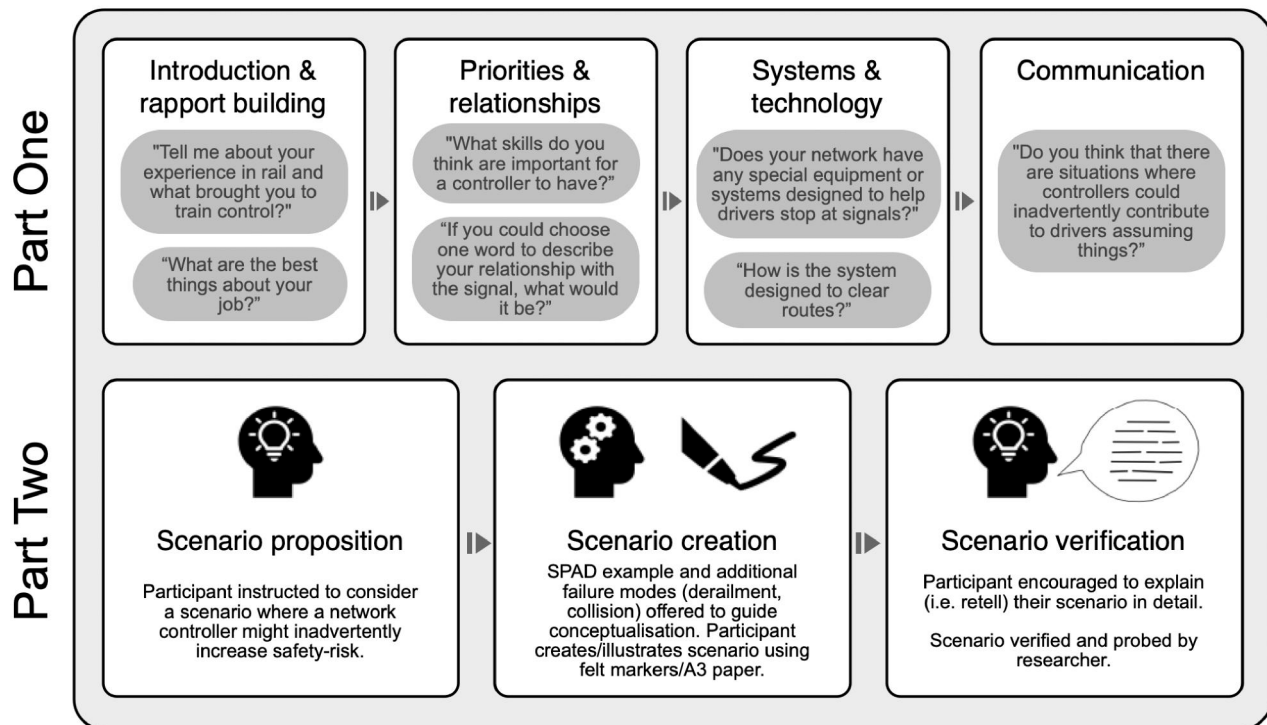 Part One
Introduction &
rapport building
"Tell me about your
experience in rail and
what brought you to
train control?"
“What are the best
things about your
job?”
Priorities &
relationships
"What skills do you
think are important for
a controller to have?"
“If you could choose
one word to describe
your relationship with
the signal, what would
it be?”
Systems &
technology
"Does your network have
any special equipment or
systems designed to help
drivers stop at signals?"
“How is the system
designed to clear
routes?”
Communication
"Do you think that there
are situations where
controllers could
inadvertently contribute
to drivers assuming
things?”
Part Two
Scenario proposition
Participant instructed to consider
a scenario where a network
controller might inadvertently
increase safety-risk.
Scenario creation
SPAD example and additional
failure modes (derailment,
collision) offered to guide
conceptualisation. Participant
creates/illustrates scenario using
felt markers/A3 paper.
Scenario verification
Participant encouraged to explain
(i.e. retell) their scenario in detail.
Scenario verified and probed by
researcher.